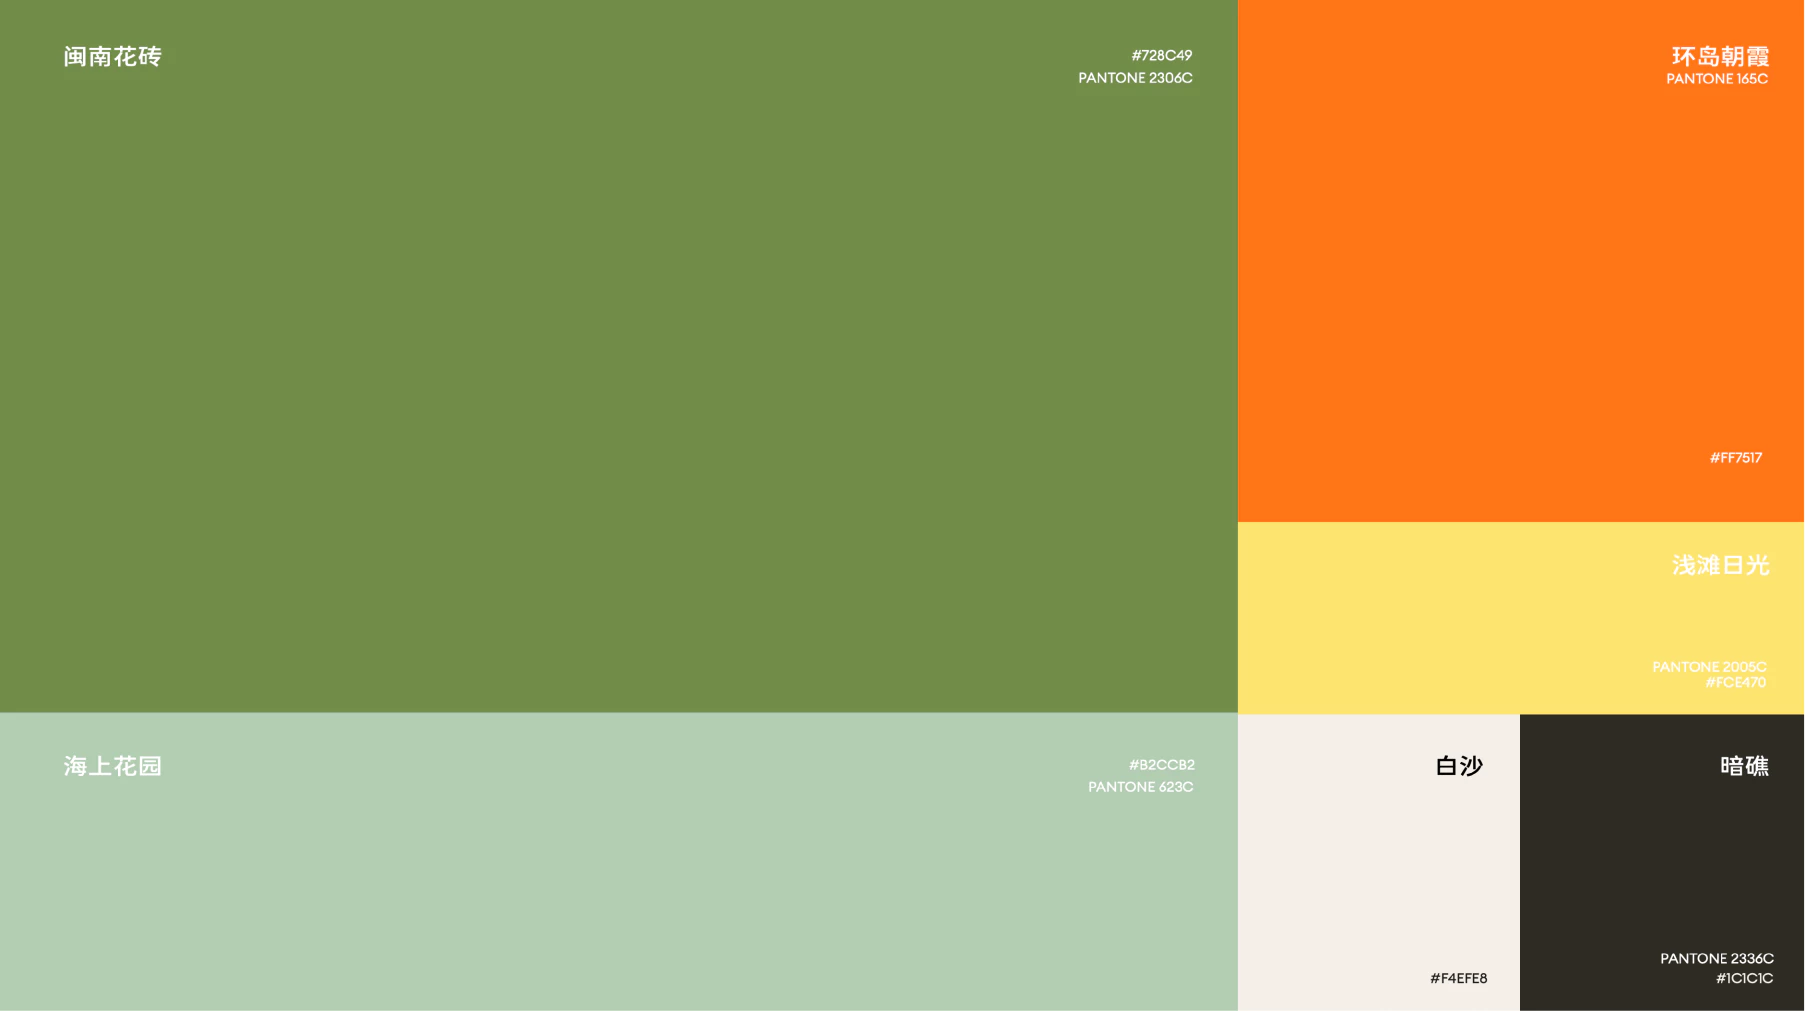 闽南花砖
#728C49
PANTONE 2306C
环岛朝霞
PANTONE 165C
#FF7517
浅滩日光
PANTONE 2005C
#FCE470
海上花园
#B2CCB2
PANTONE 623C
白沙
#F4EFE8
暗礁
PANTONE 2336C
#1C1C1C